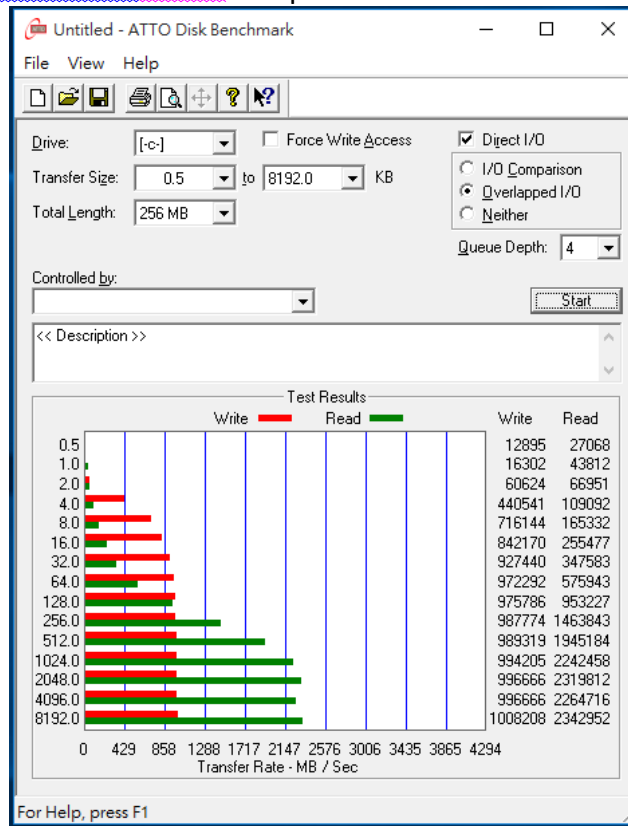 Untitled - ATTO Disk Benchmark
File View Help
Drive: [-c-] Force Write Access Direct I/O
Transfer Size: 0.5 to 8192.0 KB I/O Comparison
Overlapped I/O
Total Length: 256 MB Neither
Queue Depth: 4
Controlled by:
Start
<< Description >>
Test Results
Write Read Write Read
0.5 12895 27068
1.0 16302 43812
2.0 60624 66951
4.0 440541 109092
8.0 716144 165332
16.0 842170 255477
32.0 927440 347583
64.0 972292 575943
128.0 975786 953227
256.0 987774 1463843
512.0 989319 1945184
1024.0 994205 2242458
2048.0 996666 2319812
4096.0 996666 2264716
8192.0 1008208 2342952
0 429 858 1288 1717 2147 2576 3006 3435 3865 4294
Transfer Rate - MB / Sec
For Help, press F1